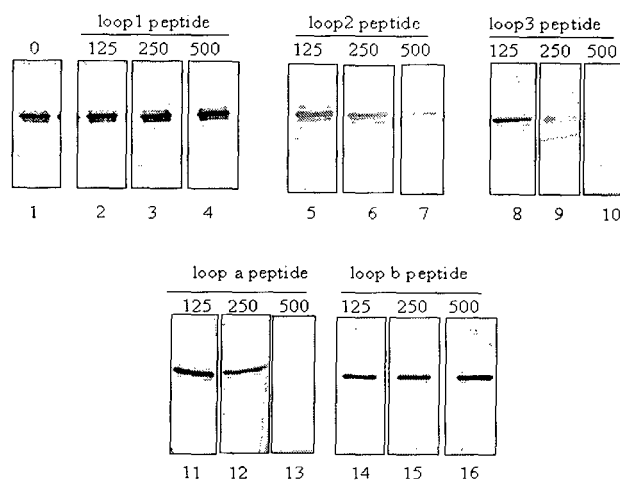 loop1 peptide
0 125 250 500
1 2 3 4
loop2 peptide
125 250 500
5 6 7
loop3 peptide
125 250 500
8 9 10
loop a peptide
125 250 500
11 12 13
loop b peptide
125 250 500
14 15 16